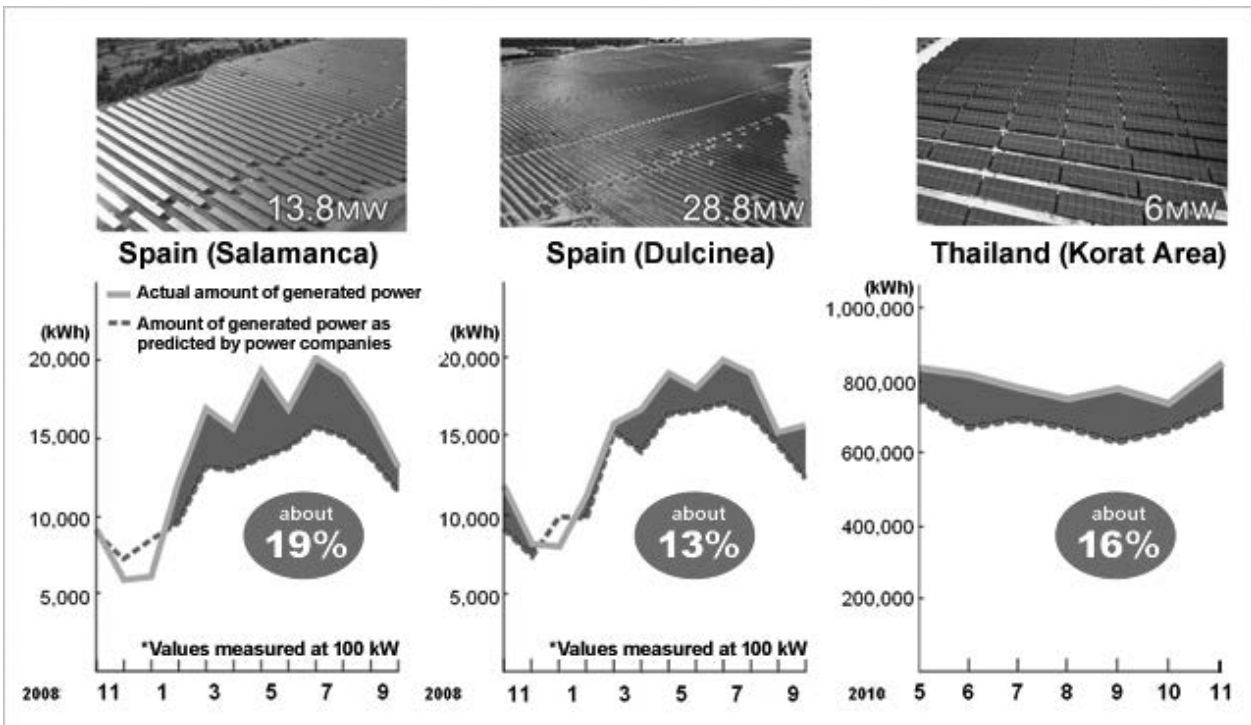 13.8MW
28.8MW
6MW
Spain (Salamanca)
Spain (Dulcinea)
Thailand (Korat Area)
Actual amount of generated power
Amount of generated power as
predicted by power companies
(kWh)
20,000
15,000
10,000
5,000
about
19%
*Values measured at 100 kW
2008 11 1 3 5 7 9
(kWh)
20,000
15,000
10,000
5,000
about
13%
*Values measured at 100 kW
2008 11 1 3 5 7 9
(kWh)
1,000,000
800,000
600,000
400,000
200,000
about
16%
2010 5 6 7 8 9 10 11